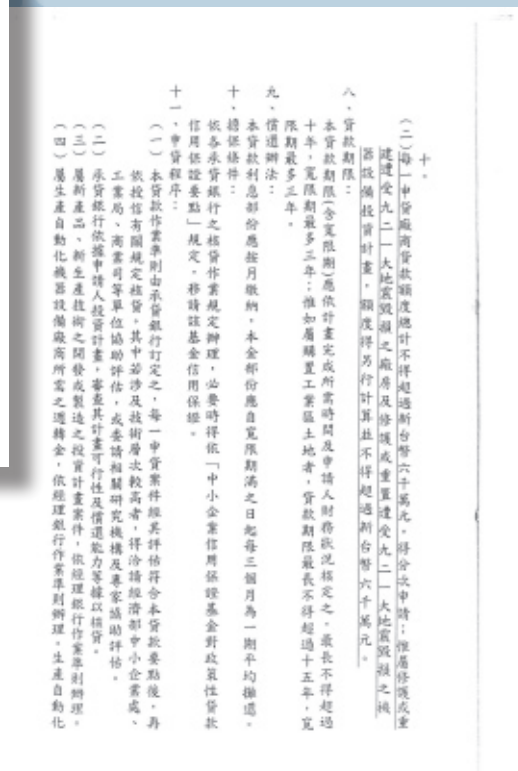 十。
（二）每一申貸廠商貸款額度總計不得超過新台幣六千萬元。得分次申請；惟屬修護或重
建遭受九二一大地震毀損之廠房及修護或重置遭受九二一大地震毀損之機
器設備投資計畫，額度得另行計算並不得超過新台幣六千萬元。
八、貸款期限：
本貸款期限(含寬限期)應依計畫完成所需時間及申請人財務狀況核定之，最長不得超過
十年，寬限期最多三年；惟如屬購置工業區土地者，貸款期限最長不得超過十五年，寬
限期最多三年。
九、償還辦法：
本貸款利息部份應按月繳納，本金部份應自寬限期滿之日起每三個月為一期平均攤還。
十、擔保條件：
依各承貸銀行之核貸作業規定辦理，必要時得依「中小企業信用保證基金對政策性貸款
信用保證要點」規定，移請該基金信用保證。
十一、申貸程序：
（一）本貸款作業準則由承貸銀行訂定之，每一申貸案件經其評估符合本貸款要點後，再
依授信有關規定核貸。其中若涉及技術層次較高者，得洽請經濟部中小企業處、
工業局、商業司等單位協助評估，或委請相關研究機構及專家協助評估。
（二）承貸銀行依據申請人投資計畫，審查其計畫可行性及償還能力等據以核貸。
（三）屬新產品、新生產技術之開發或製造之投資計畫案件，依經理銀行作業準則辦理。
（四）屬生產自動化機器設備廠商所需之週轉金，依經理銀行作業準則辦理。生產自動化